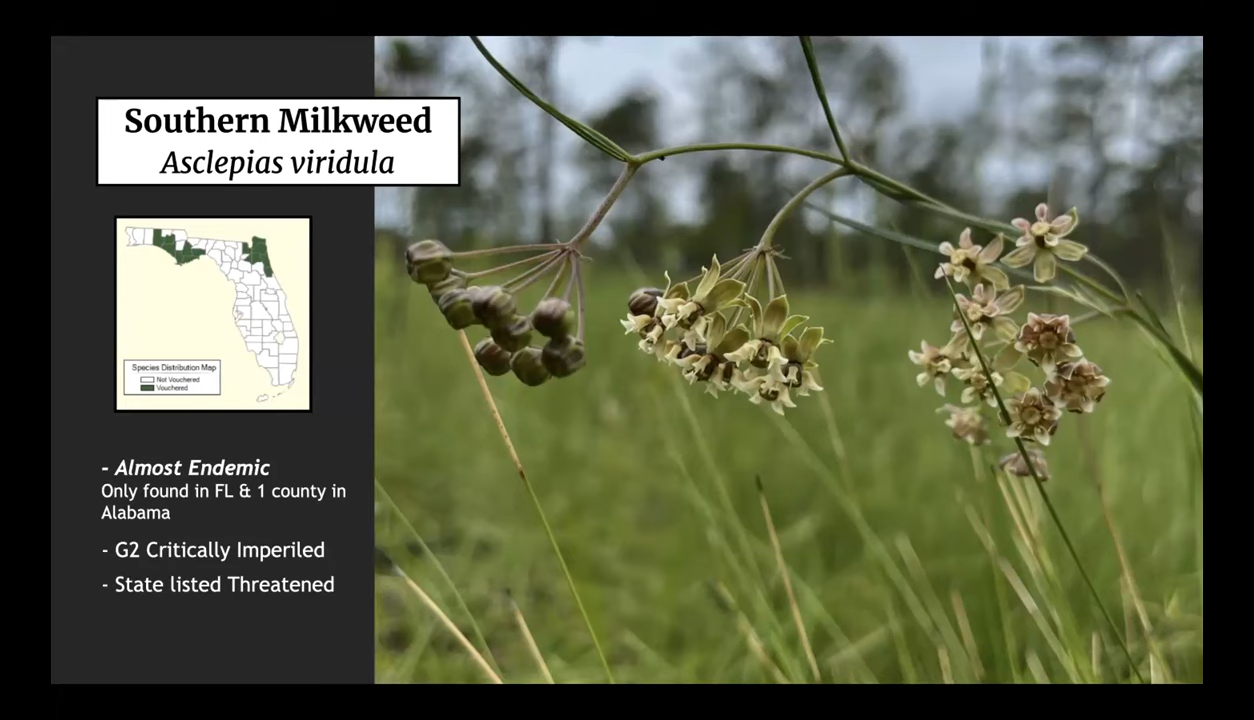 Southern Milkweed
Asclepias viridula
Species Distribution Map
Not Vouchered
Vouchered
- Almost Endemic
Only found in FL & 1 county in
Alabama
- G2 Critically Imperiled
- State listed Threatened